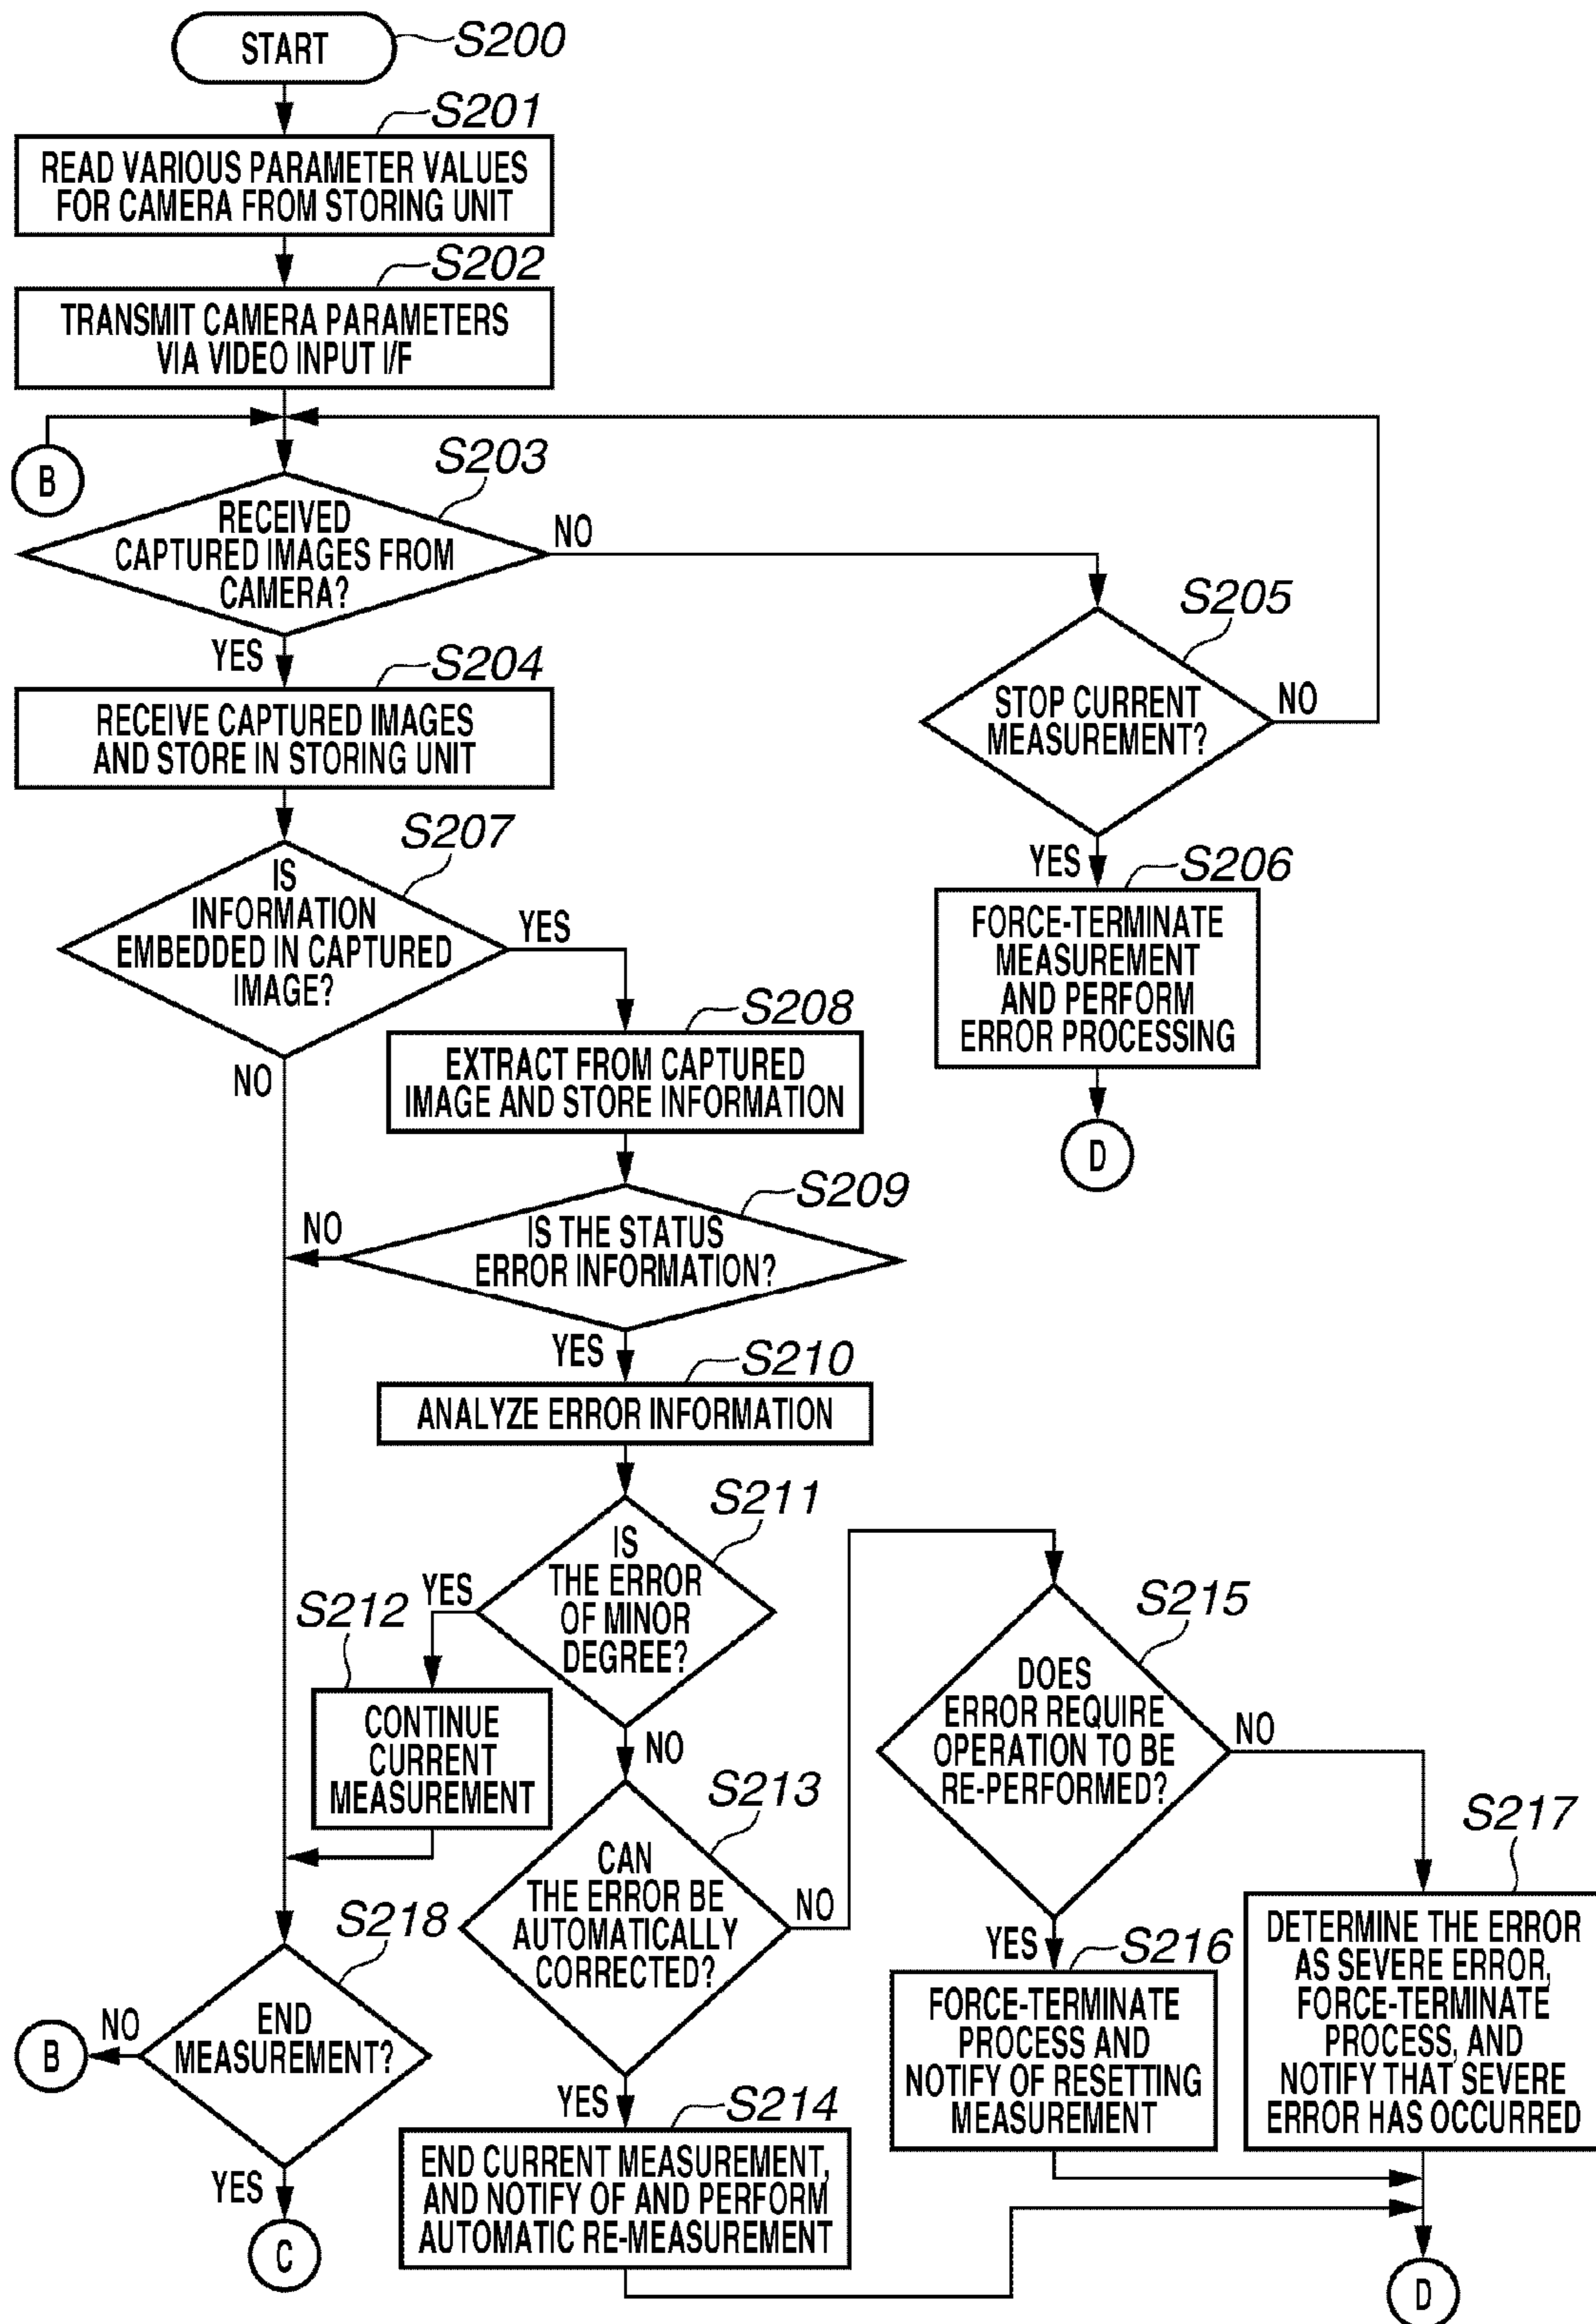 START
S200
S201
READ VARIOUS PARAMETER VALUES
FOR CAMERA FROM STORING UNIT
S202
TRANSMIT CAMERA PARAMETERS
VIA VIDEO INPUT I/F
B
S203
RECEIVED
CAPTURED IMAGES FROM
CAMERA?
NO
YES
S204
RECEIVE CAPTURED IMAGES
AND STORE IN STORING UNIT
S205
STOP CURRENT
MEASUREMENT?
NO
YES
S206
FORCE-TERMINATE
MEASUREMENT
AND PERFORM
ERROR PROCESSING
D
S207
IS
INFORMATION
EMBEDDED IN CAPTURED
IMAGE?
YES
NO
S208
EXTRACT FROM CAPTURED
IMAGE AND STORE INFORMATION
S209
IS THE STATUS
ERROR INFORMATION?
NO
YES
S210
ANALYZE ERROR INFORMATION
S211
IS
THE ERROR
OF MINOR
DEGREE?
YES
NO
S212
CONTINUE
CURRENT
MEASUREMENT
S213
CAN
THE ERROR BE
AUTOMATICALLY
CORRECTED?
NO
YES
S214
END CURRENT MEASUREMENT,
AND NOTIFY OF AND PERFORM
AUTOMATIC RE-MEASUREMENT
S215
DOES
ERROR REQUIRE
OPERATION TO BE
RE-PERFORMED?
NO
YES
S216
FORCE-TERMINATE
PROCESS AND
NOTIFY OF RESETTING
MEASUREMENT
S217
DETERMINE THE ERROR
AS SEVERE ERROR,
FORCE-TERMINATE
PROCESS, AND
NOTIFY THAT SEVERE
ERROR HAS OCCURRED
D
S218
END
MEASUREMENT?
NO
B
YES
C